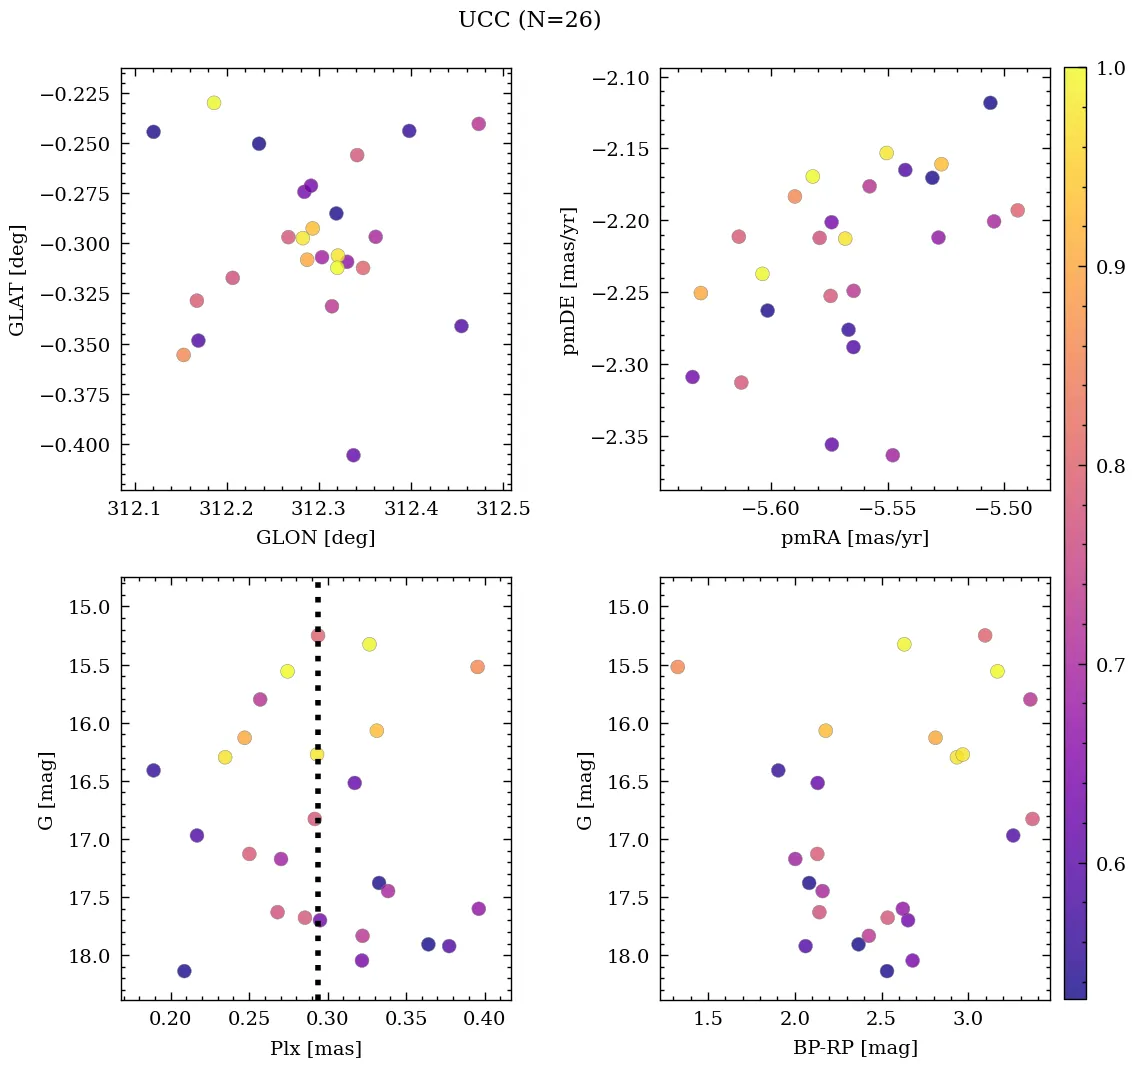 UCC (N=26)
−0.225
−0.250
−0.275
−0.300
−0.325
−0.350
−0.375
−0.400
GLAT [deg]
312.1 312.2 312.3 312.4 312.5
GLON [deg]
−2.10
−2.15
−2.20
−2.25
−2.30
−2.35
pmDE [mas/yr]
−5.60 −5.55 −5.50
pmRA [mas/yr]
15.0
15.5
16.0
16.5
17.0
17.5
18.0
G [mag]
0.20 0.25 0.30 0.35 0.40
Plx [mas]
15.0
15.5
16.0
16.5
17.0
17.5
18.0
G [mag]
1.5 2.0 2.5 3.0
BP-RP [mag]
1.0
0.9
0.8
0.7
0.6